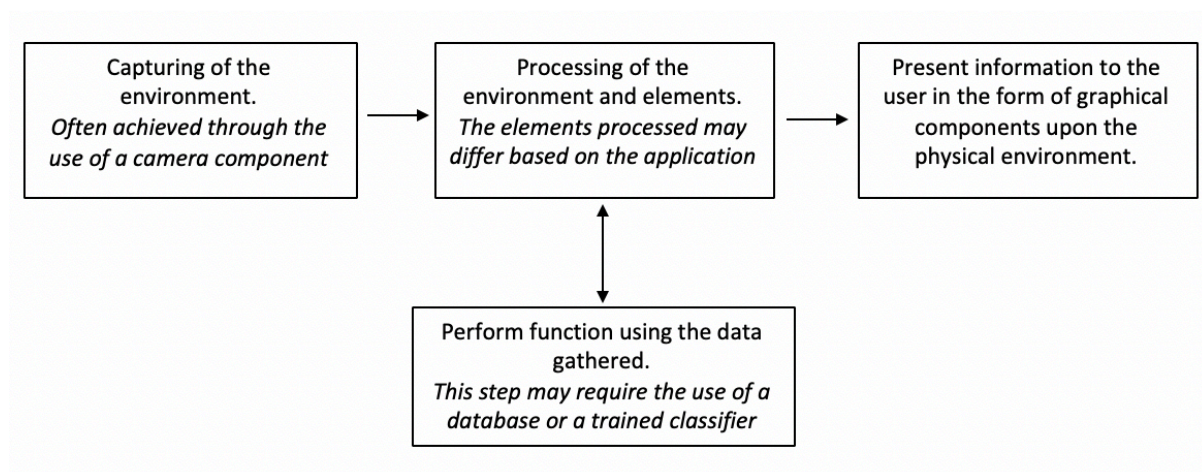 Capturing of the
environment.
Often achieved through the
use of a camera component
Processing of the
environment and elements.
The elements processed may
differ based on the application
Present information to the
user in the form of graphical
components upon the
physical environment.
Perform function using the data
gathered.
This step may require the use of a
database or a trained classifier